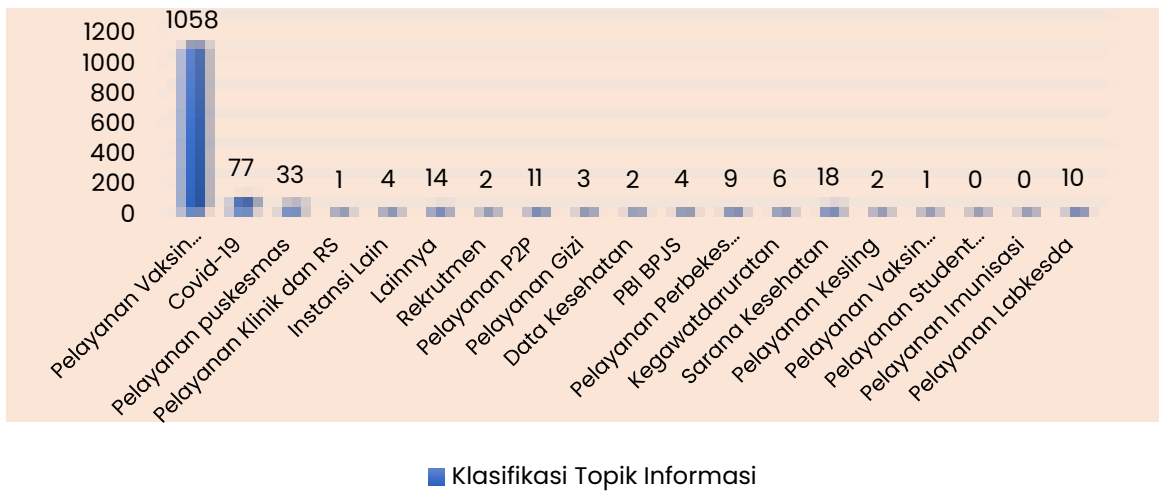 1058
1200
1000
800
600
400
200
0
77
33
1
4
14
2
11
3
2
4
9
6
18
2
1
0
0
10
Pelayanan Vaksin...
Covid-19
Pelayanan puskesmas
Pelayanan Klinik dan RS
Instansi Lain
Lainnya
Rekrutmen
Pelayanan P2P
Pelayanan Gizi
Data Kesehatan
PBI BPJS
Pelayanan Perbekes...
Kegawatdaruratan
Sarana Kesehatan
Pelayanan Kesling
Pelayanan Vaksin...
Pelayanan Student...
Pelayanan Imunisasi
Pelayanan Labkesda
Klasifikasi Topik Informasi